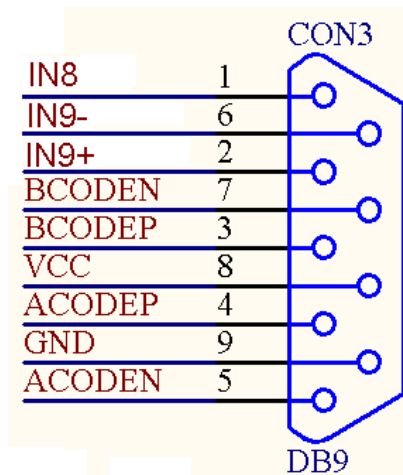 CON3
IN8 1
IN9- 6
IN9+ 2
BCODEN 7
BCODEP 3
VCC 8
ACODEP 4
GND 9
ACODEN 5
DB9